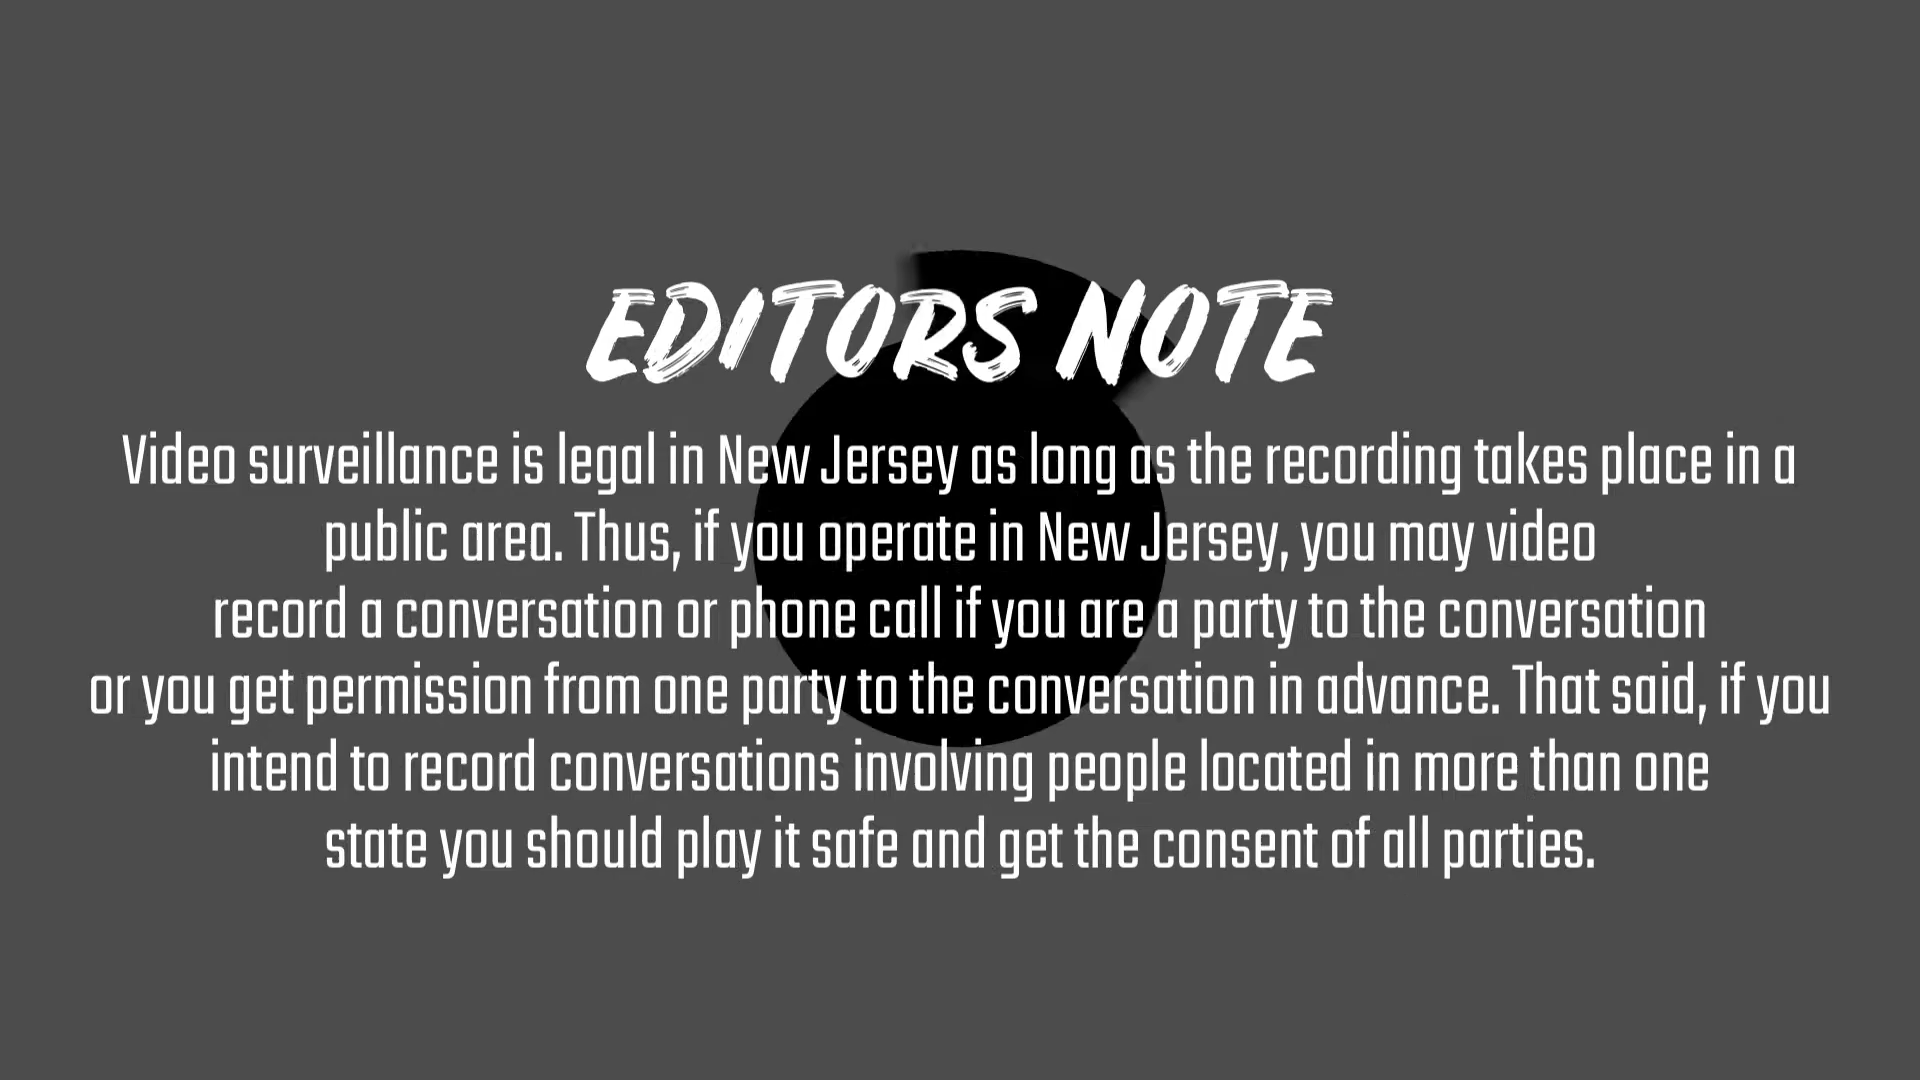 EDITORS NOTE
Video surveillance is legal in New Jersey as long as the recording takes place in a
public area. Thus, if you operate in New Jersey, you may video
record a conversation or phone call if you are a party to the conversation
or you get permission from one party to the conversation in advance. That said, if you
intend to record conversations involving people located in more than one
state you should play it safe and get the consent of all parties.